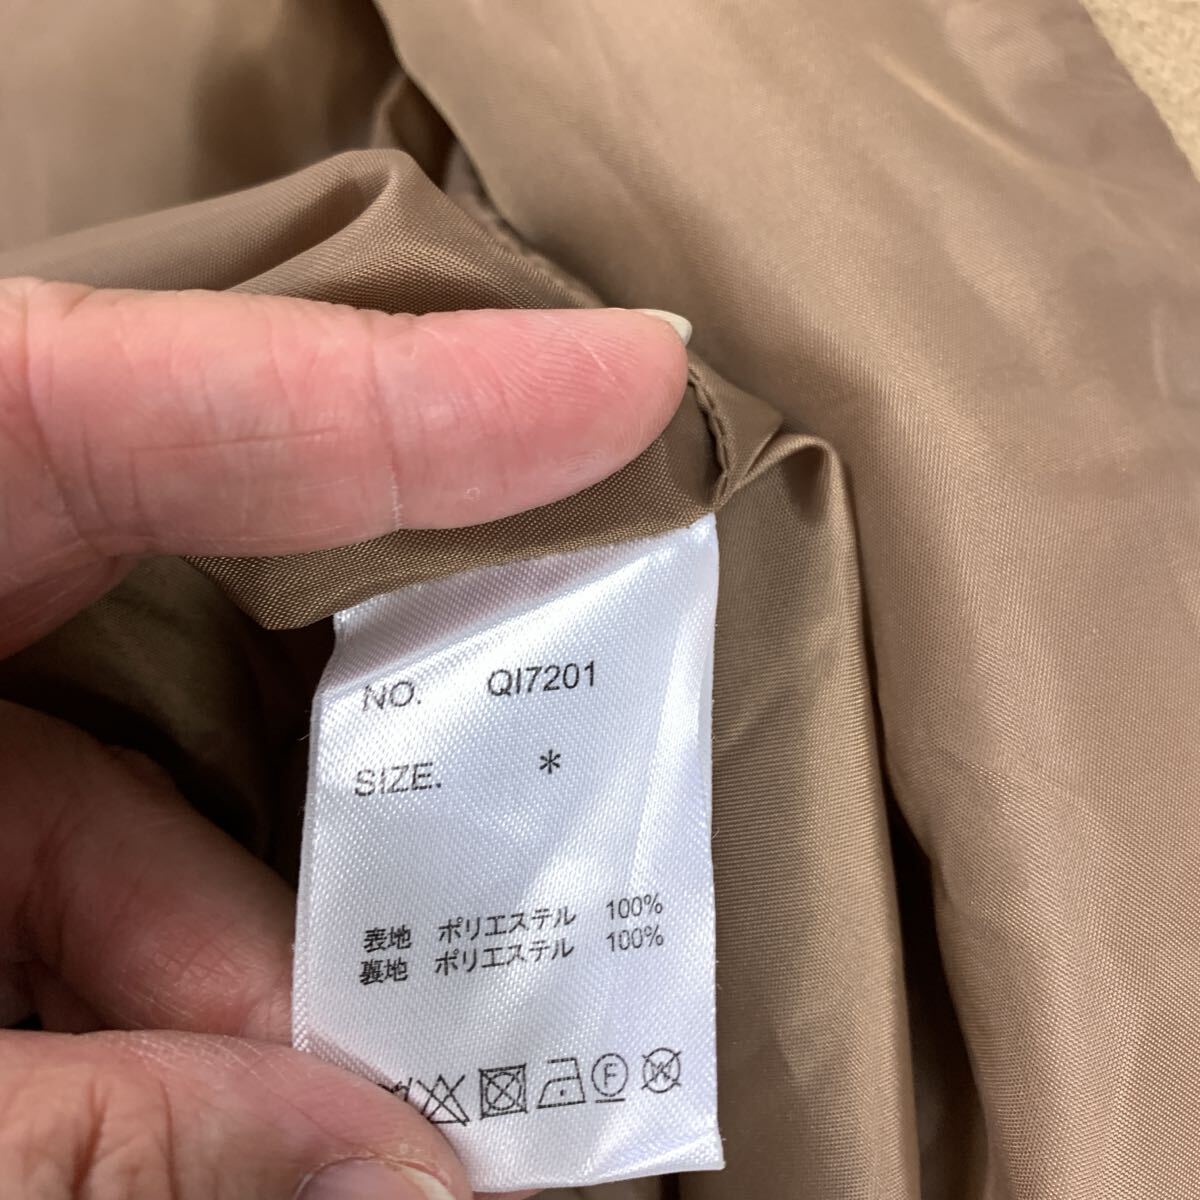 NO. QI7201
SIZE. *
表地 ポリエステル 100%
裏地 ポリエステル 100%
F W